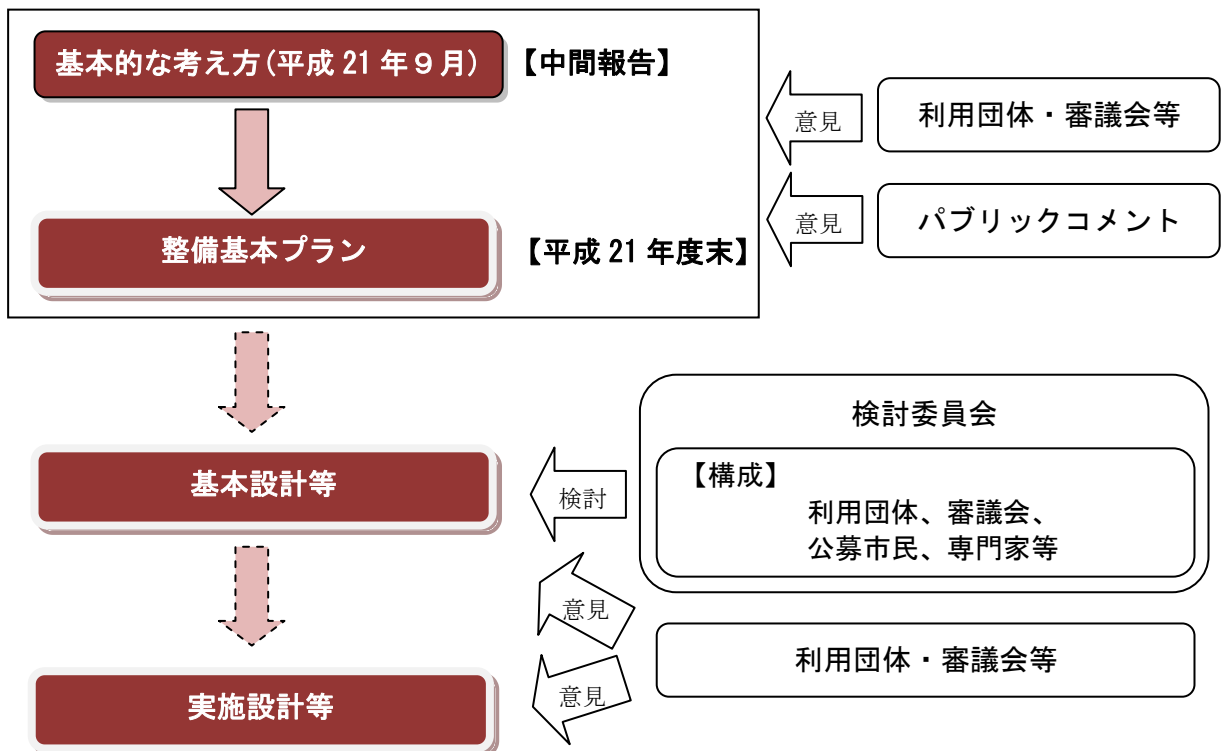 基本的な考え方(平成 21 年９月)
【中間報告】
意見
利用団体・審議会等
意見
パブリックコメント
整備基本プラン
【平成 21 年度末】
検討委員会
【構成】
利用団体、審議会、
公募市民、専門家等
基本設計等
検討
意見
利用団体・審議会等
意見
実施設計等